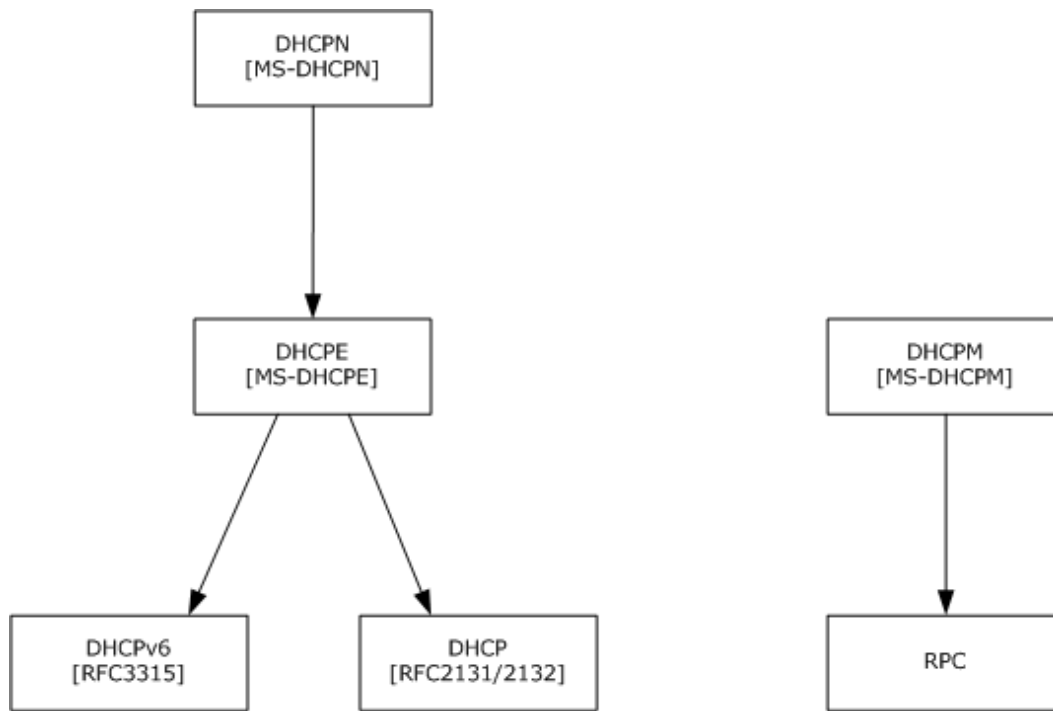 DHCPN
[MS-DHCPN]
DHCPE
[MS-DHCPE]
DHCPM
[MS-DHCPM]
DHCPv6
[RFC3315]
DHCP
[RFC2131/2132]
RPC